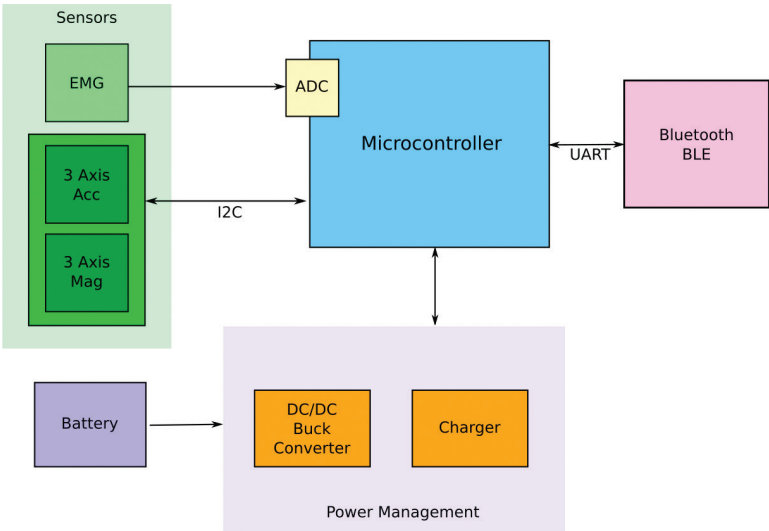 Sensors
EMG
ADC
Microcontroller
Bluetooth
BLE
UART
3 Axis
Acc
I2C
3 Axis
Mag
Battery
DC/DC
Buck
Converter
Charger
Power Management